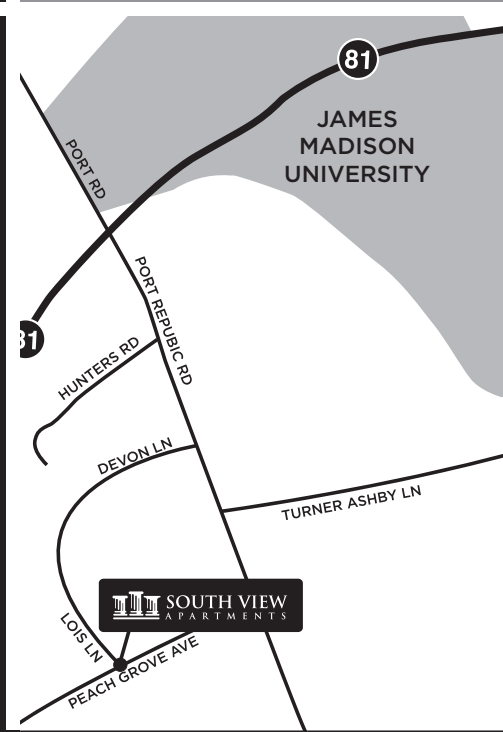 81
JAMES
MADISON
UNIVERSITY
PORT RD
PORT REPUBIC RD
81
HUNTERS RD
DEVON LN
TURNER ASHBY LN
SOUTH VIEW
APARTMENTS
LOIS LN
PEACH GROVE AVE